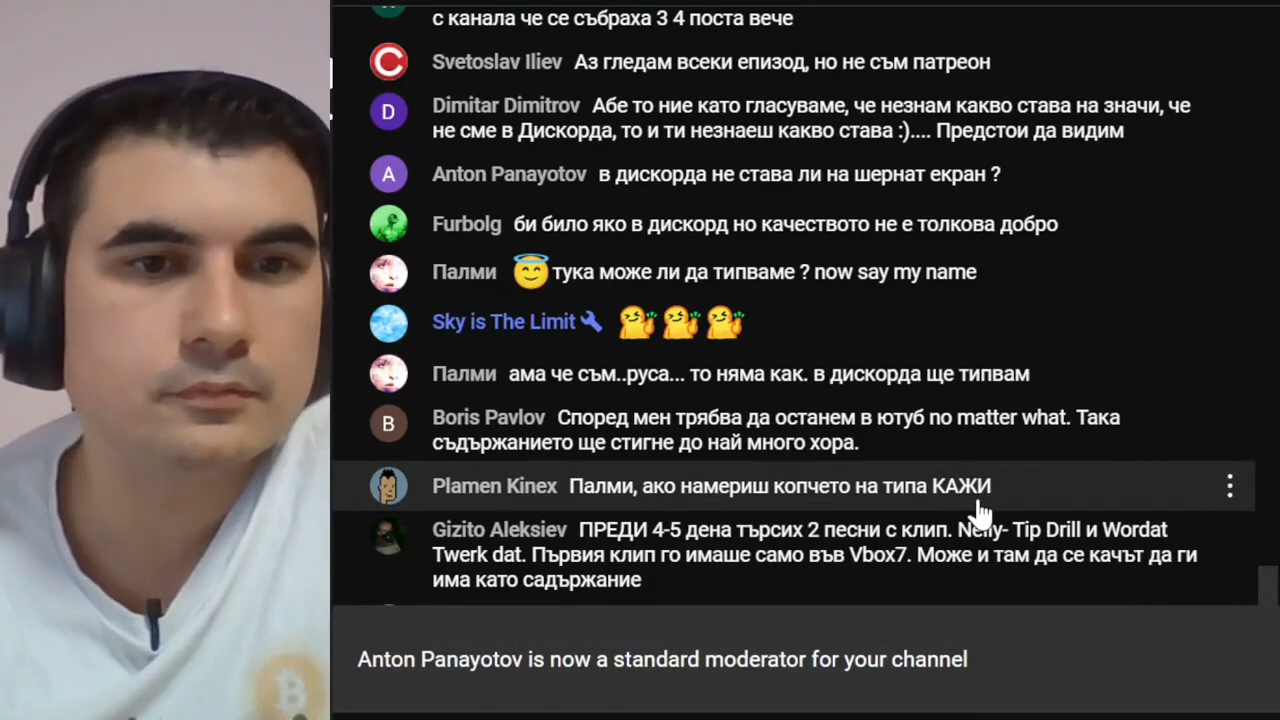 с канала че се събраха 3 4 поста вече
Svetoslav Iliev Аз гледам всеки епизод, но не съм патреон
D Dimitar Dimitrov Абе то ние като гласуваме, че незнам какво става на значи, че
не сме в Дискорда, то и ти незнаеш какво става :).... Предстои да видим
A Anton Panayotov в дискорда не става ли на шернат екран ?
Furbolg би било яко в дискорд но качеството не е толкова добро
Палми 😇 тука може ли да типваме ? now say my name
Sky is The Limit
Палми ама че съм..руса... то няма как. в дискорда ще типвам
B Boris Pavlov Според мен трябва да останем в ютуб no matter what. Така
съдържанието ще стигне до най много хора.
Plamen Kinex Палми, ако намериш копчето на типа КАЖИ
Gizito Aleksiev ПРЕДИ 4-5 дена търсих 2 песни с клип. Nelly- Tip Drill и Wordat
Twerk dat. Първия клип го имаше само във Vbox7. Може и там да се качът да ги
има като садържание
Anton Panayotov is now a standard moderator for your channel